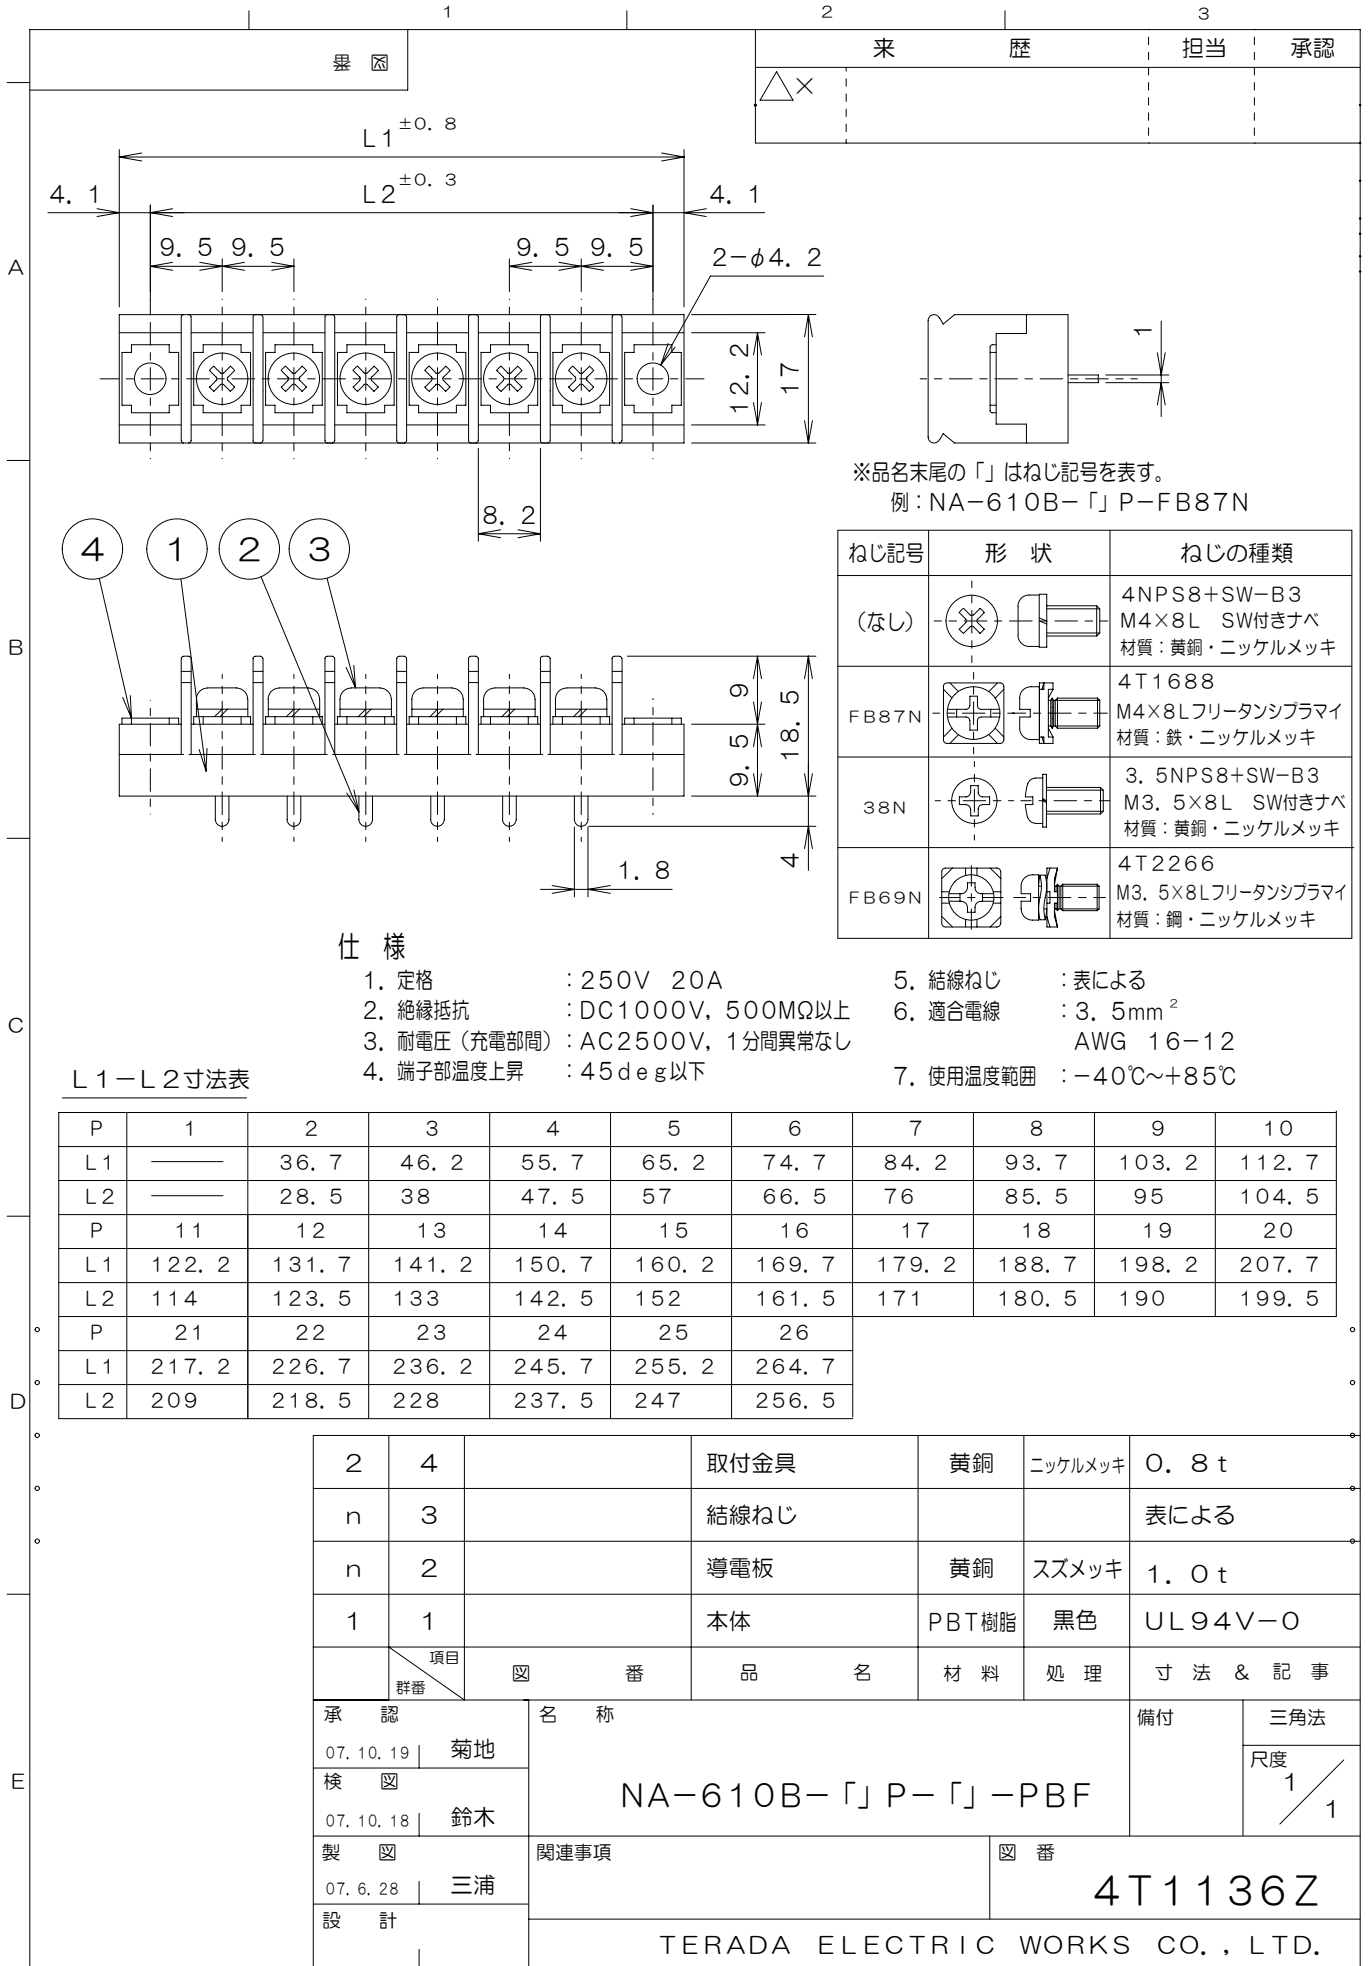 1 2 3
図番
来 歴 担当 承認
△×
L1±0.8
L2±0.3
4.1 4.1
9.5 9.5 9.5 9.5
2-φ4.2
A
12.2
17
1
※品名末尾の「」はねじ記号を表す。
例:NA-610B-「」P-FB87N
8.2
4 1 2 3
ねじ記号 形 状 ねじの種類
(なし) 4NPS8+SW-B3
M4×8L SW付きナベ
材質:黄銅・ニッケルメッキ
FB87N 4T1688
M4×8Lフリータンシプラマイ
材質:鉄・ニッケルメッキ
38N 3.5NPS8+SW-B3
M3.5×8L SW付きナベ
材質:黄銅・ニッケルメッキ
FB69N 4T2266
M3.5×8Lフリータンシプラマイ
材質:鋼・ニッケルメッキ
B
9
9.5
18.5
4
1.8
仕 様
1.定格 :250V 20A
2.絶縁抵抗 :DC1000V,500MΩ以上
3.耐電圧(充電部間):AC2500V,1分間異常なし
4.端子部温度上昇 :45deg以下
5.結線ねじ :表による
6.適合電線 :3.5mm²
AWG 16-12
7.使用温度範囲 :-40℃~+85℃
C
L1-L2寸法表
P 1 2 3 4 5 6 7 8 9 10
L1 ── 36.7 46.2 55.7 65.2 74.7 84.2 93.7 103.2 112.7
L2 ── 28.5 38 47.5 57 66.5 76 85.5 95 104.5
P 11 12 13 14 15 16 17 18 19 20
L1 122.2 131.7 141.2 150.7 160.2 169.7 179.2 188.7 198.2 207.7
L2 114 123.5 133 142.5 152 161.5 171 180.5 190 199.5
P 21 22 23 24 25 26
L1 217.2 226.7 236.2 245.7 255.2 264.7
L2 209 218.5 228 237.5 247 256.5
D
2 4 取付金具 黄銅 ニッケルメッキ 0.8t
n 3 結線ねじ 表による
n 2 導電板 黄銅 スズメッキ 1.0t
1 1 本体 PBT樹脂 黒色 UL94V-0
項目
群番 図 番 品 名 材 料 処 理 寸 法 & 記 事
承 認
07.10.19 菊地
検 図
07.10.18 鈴木
製 図
07.6.28 三浦
設 計
名 称
NA-610B-「」P-「」-PBF
備付 三角法
尺度
1/1
E
関連事項
図 番
4T1136Z
TERADA ELECTRIC WORKS CO.,LTD.